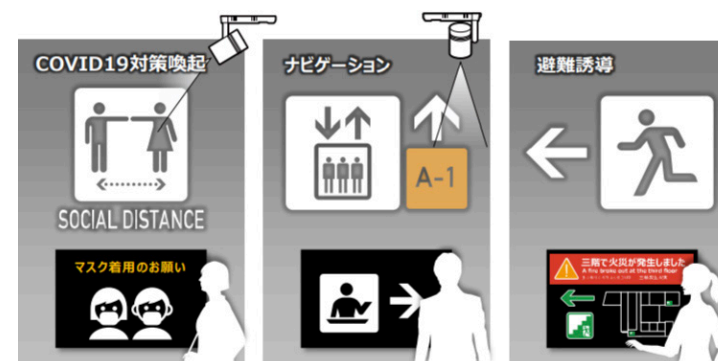 COVID19対策喚起
SOCIAL DISTANCE
マスク着用のお願い
ナビゲーション
A-1
避難誘導
三階で火災が発生しました
A fire broke out at the third floor